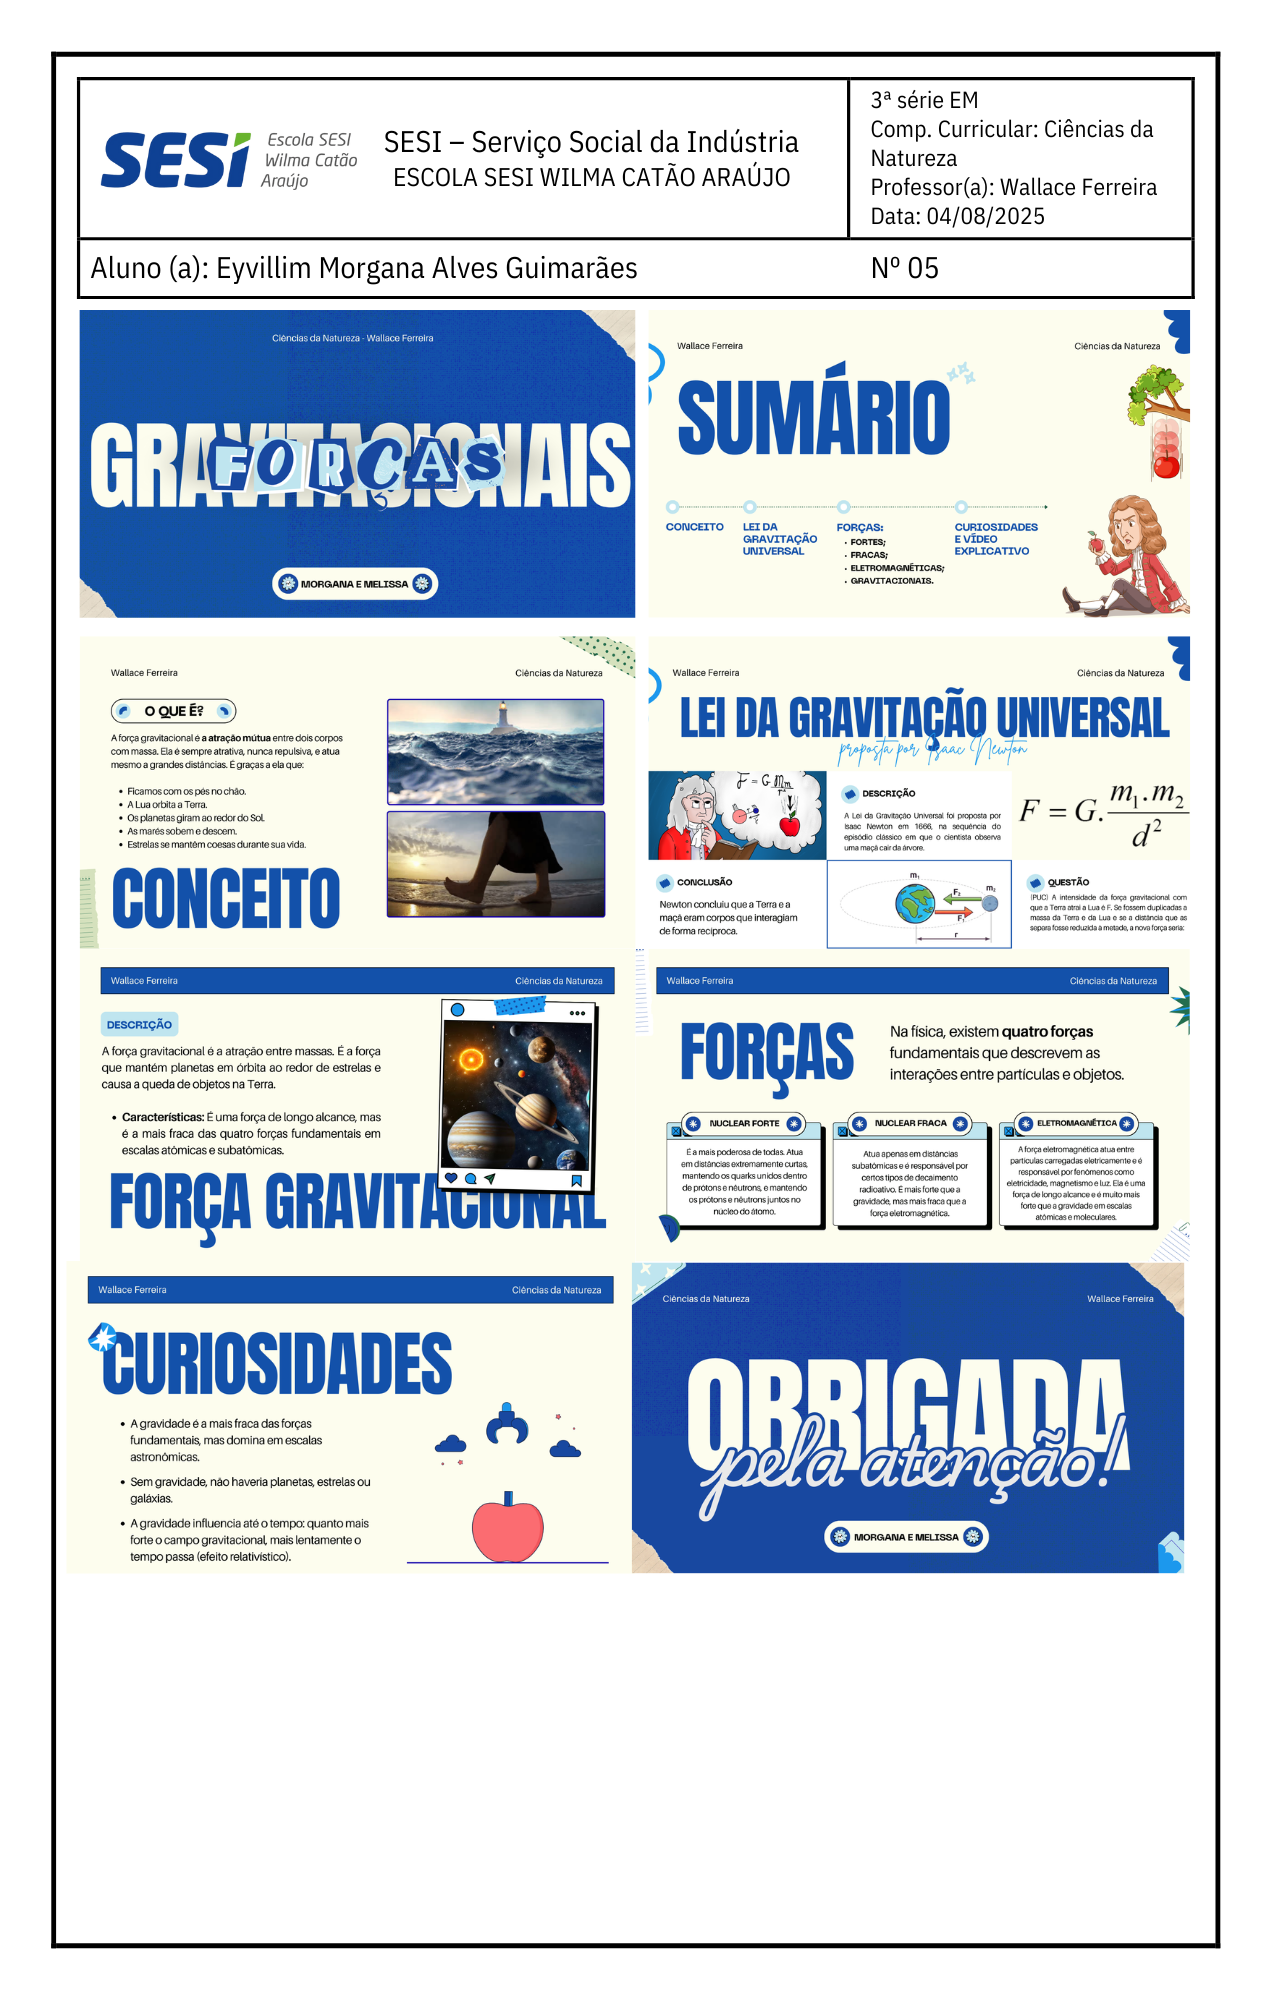 SESI
Escola SESI
Wilma Catão
Araújo
SESI – Serviço Social da Indústria
ESCOLA SESI WILMA CATÃO ARAÚJO
3ª série EM
Comp. Curricular: Ciências da
Natureza
Professor(a): Wallace Ferreira
Data: 04/08/2025
Aluno (a): Eyvillim Morgana Alves Guimarães
Nº 05
Ciências da Natureza - Wallace Ferreira
GRAVITACIONAIS
FORÇAS
MORGANA E MELISSA
Wallace Ferreira
Ciências da Natureza
SUMÁRIO
CONCEITO
LEI DA
GRAVITAÇÃO
UNIVERSAL
FORÇAS:
• FORTES;
• FRACAS;
• ELETROMAGNÉTICAS;
• GRAVITACIONAIS.
CURIOSIDADES
E VÍDEO
EXPLICATIVO
Wallace Ferreira
Ciências da Natureza
O QUE É?
A força gravitacional é a atração mútua entre dois corpos
com massa. Ela é sempre atrativa, nunca repulsiva, e atua
mesmo a grandes distâncias. É graças a ela que:
• Ficamos com os pés no chão.
• A Lua orbita a Terra.
• Os planetas giram ao redor do Sol.
• As marés sobem e descem.
• Estrelas se mantém coesas durante sua vida.
CONCEITO
Wallace Ferreira
Ciências da Natureza
LEI DA GRAVITAÇÃO UNIVERSAL
proposta por Isaac Newton
F = G Mm
r²
DESCRIÇÃO
A Lei da Gravitação Universal foi proposta por
Isaac Newton em 1666, na sequência do
episódio clássico em que o cientista observa
uma maçã cair da árvore.
F = G. m₁.m₂
d²
CONCLUSÃO
Newton concluiu que a Terra e a
maçã eram corpos que interagiam
de forma recíproca.
m₁
m₂
F₂
F₁
r
QUESTÃO
(PUC) A intensidade da força gravitacional com
que a Terra atrai a Lua é F. Se fossem duplicadas a
massa da Terra e da Lua e se a distância que as
separa fosse reduzida à metade, a nova força seria:
Wallace Ferreira
Ciências da Natureza
DESCRIÇÃO
A força gravitacional é a atração entre massas. É a força
que mantém planetas em órbita ao redor de estrelas e
causa a queda de objetos na Terra.
• Características: É uma força de longo alcance, mas
é a mais fraca das quatro forças fundamentais em
escalas atômicas e subatômicas.
FORÇA GRAVITACIONAL
Wallace Ferreira
Ciências da Natureza
FORÇAS
Na física, existem quatro forças
fundamentais que descrevem as
interações entre partículas e objetos.
NUCLEAR FORTE
É a mais poderosa de todas. Atua
em distâncias extremamente curtas,
mantendo os quarks unidos dentro
de prótons e nêutrons, e mantendo
os prótons e nêutrons juntos no
núcleo do átomo.
NUCLEAR FRACA
Atua apenas em distâncias
subatômicas e é responsável por
certos tipos de decaimento
radioativo. É mais forte que a
gravidade, mas mais fraca que a
força eletromagnética.
ELETROMAGNÉTICA
A força eletromagnética atua entre
partículas carregadas eletricamente e é
responsável por fenômenos como
eletricidade, magnetismo e luz. Ela é uma
força de longo alcance e é muito mais
forte que a gravidade em escalas
atômicas e moleculares.
Wallace Ferreira
Ciências da Natureza
CURIOSIDADES
• A gravidade é a mais fraca das forças
fundamentais, mas domina em escalas
astronômicas.
• Sem gravidade, não haveria planetas, estrelas ou
galáxias.
• A gravidade influencia até o tempo: quanto mais
forte o campo gravitacional, mais lentamente o
tempo passa (efeito relativístico).
Ciências da Natureza
Wallace Ferreira
OBRIGADA
pela atenção!
MORGANA E MELISSA